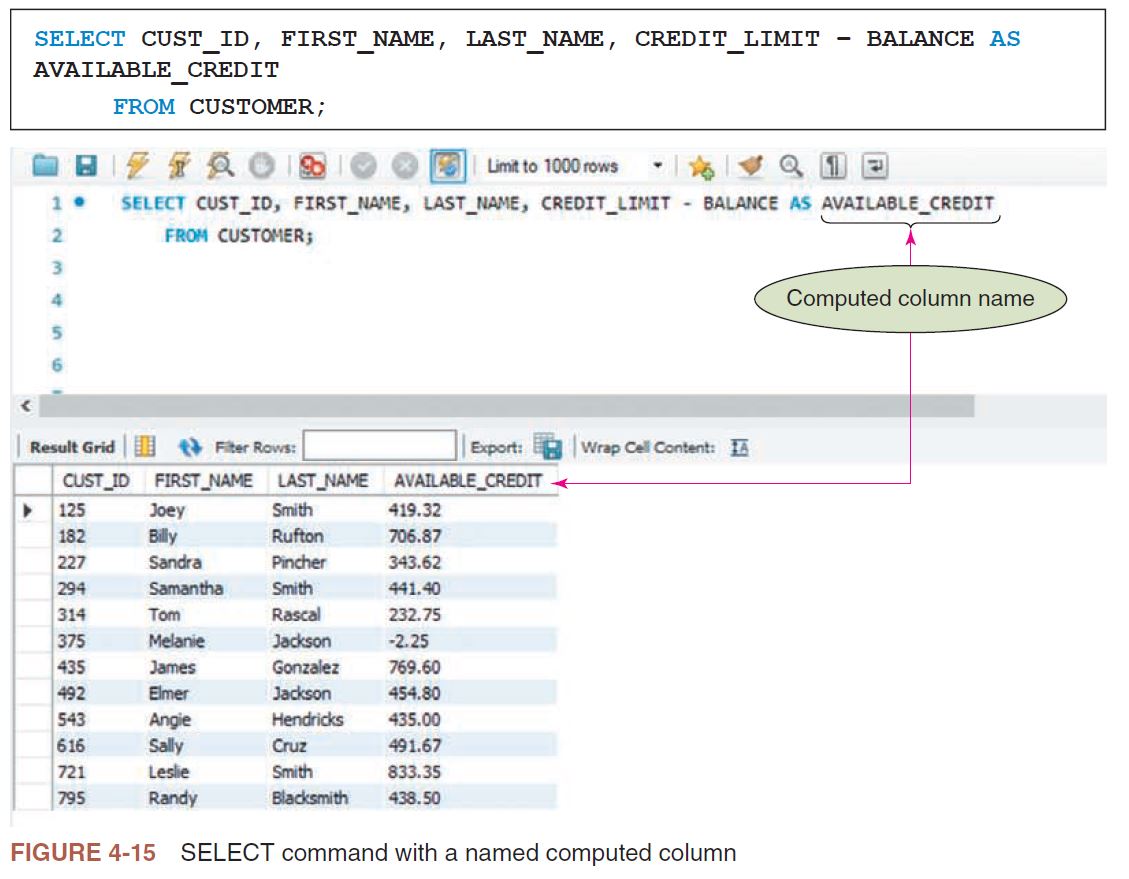 SELECT CUST_ID, FIRST_NAME, LAST_NAME, CREDIT_LIMIT – BALANCE AS
AVAILABLE_CREDIT
FROM CUSTOMER;
Limit to 1000 rows
1 SELECT CUST_ID, FIRST_NAME, LAST_NAME, CREDIT_LIMIT - BALANCE AS AVAILABLE_CREDIT
2 FROM CUSTOMER;
3
4
5
6
Computed column name
Result Grid Filter Rows: Export: Wrap Cell Content:
CUST_ID FIRST_NAME LAST_NAME AVAILABLE_CREDIT
125 Joey Smith 419.32
182 Billy Rufton 706.87
227 Sandra Pincher 343.62
294 Samantha Smith 441.40
314 Tom Rascal 232.75
375 Melanie Jackson -2.25
435 James Gonzalez 769.60
492 Elmer Jackson 454.80
543 Angie Hendricks 435.00
616 Sally Cruz 491.67
721 Leslie Smith 833.35
795 Randy Blacksmith 438.50
FIGURE 4-15 SELECT command with a named computed column